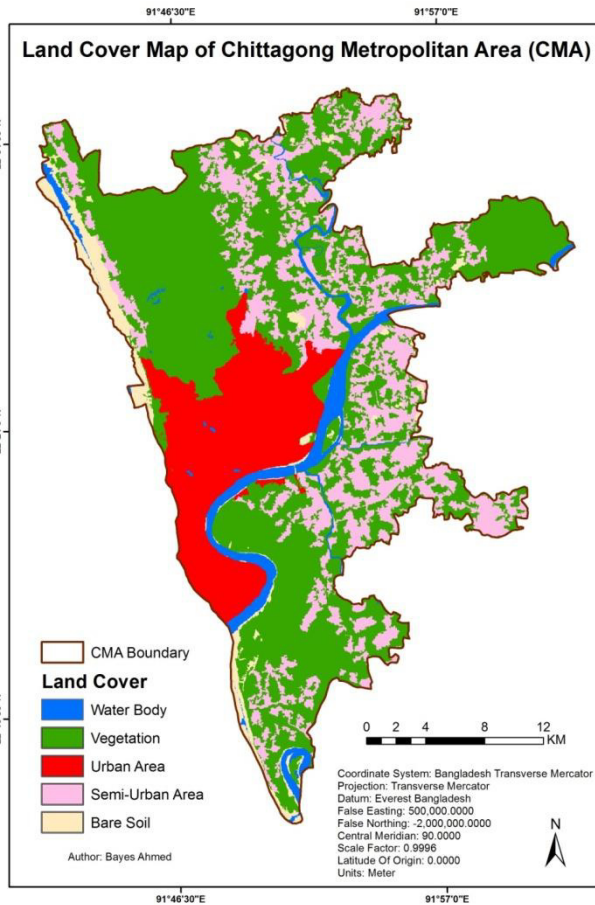 91°46'30"E 91°57'0"E
Land Cover Map of Chittagong Metropolitan Area (CMA)
CMA Boundary
Land Cover
Water Body
Vegetation
Urban Area
Semi-Urban Area
Bare Soil
Author: Bayes Ahmed
0 2 4 8 12
KM
Coordinate System: Bangladesh Transverse Mercator
Projection: Transverse Mercator
Datum: Everest Bangladesh
False Easting: 500,000.0000
False Northing: -2,000,000.0000
Central Meridian: 90.0000
Scale Factor: 0.9996
Latitude Of Origin: 0.0000
Units: Meter
N
91°46'30"E 91°57'0"E